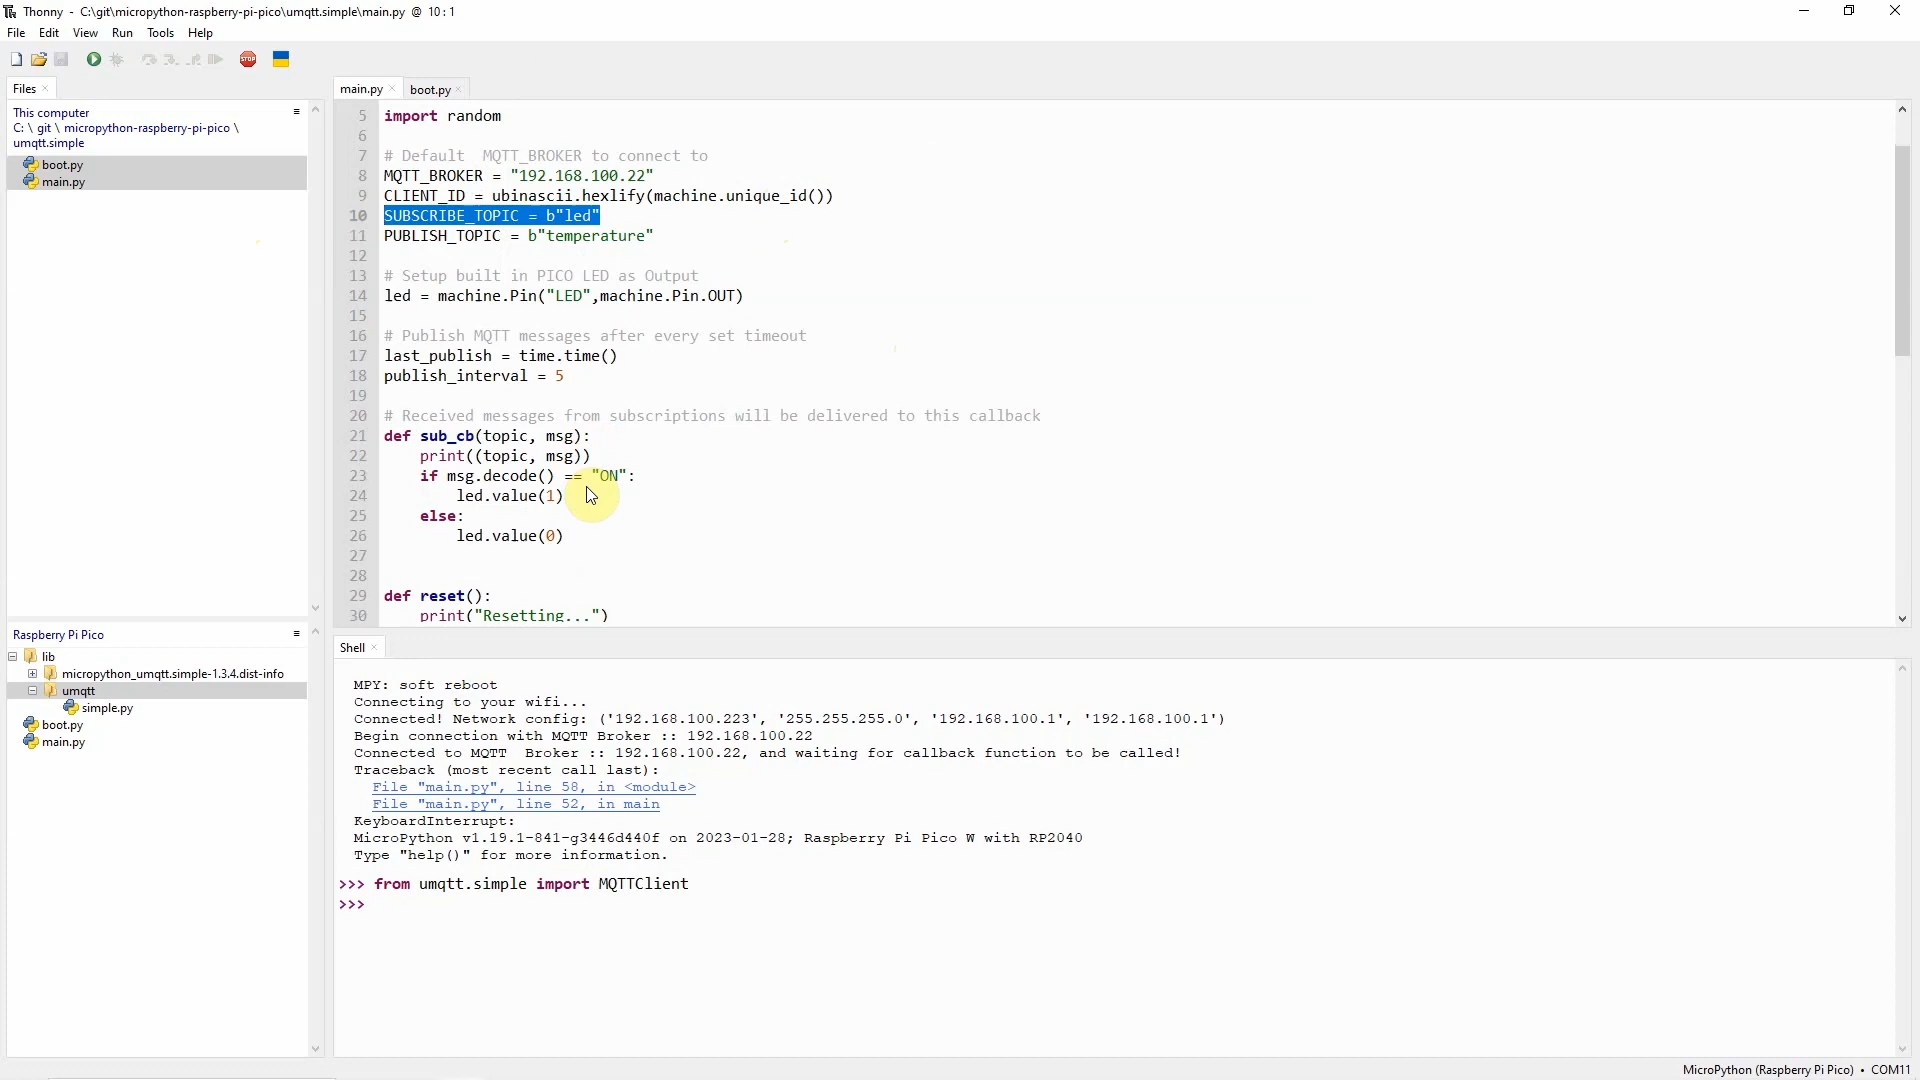 Thonny - C:\git\micropython-raspberry-pi-pico\umqtt.simple\main.py @ 10:1
File Edit View Run Tools Help
STOP
Files
This computer
C: \ git \ micropython-raspberry-pi-pico \
umqtt.simple
boot.py
main.py
Raspberry Pi Pico
lib
micropython_umqtt.simple-1.3.4.dist-info
umqtt
simple.py
boot.py
main.py
main.py boot.py
5 import random
6
7 # Default  MQTT_BROKER to connect to
8 MQTT_BROKER = "192.168.100.22"
9 CLIENT_ID = ubinascii.hexlify(machine.unique_id())
10 SUBSCRIBE_TOPIC = b"led"
11 PUBLISH_TOPIC = b"temperature"
12
13 # Setup built in PICO LED as Output
14 led = machine.Pin("LED",machine.Pin.OUT)
15
16 # Publish MQTT messages after every set timeout
17 last_publish = time.time()
18 publish_interval = 5
19
20 # Received messages from subscriptions will be delivered to this callback
21 def sub_cb(topic, msg):
22     print((topic, msg))
23     if msg.decode() == "ON":
24         led.value(1)
25     else:
26         led.value(0)
27
28
29 def reset():
30     print("Resetting...")
Shell
MPY: soft reboot
Connecting to your wifi...
Connected! Network config: ('192.168.100.223', '255.255.255.0', '192.168.100.1', '192.168.100.1')
Begin connection with MQTT Broker :: 192.168.100.22
Connected to MQTT  Broker :: 192.168.100.22, and waiting for callback function to be called!
Traceback (most recent call last):
  File "main.py", line 58, in <module>
  File "main.py", line 52, in main
KeyboardInterrupt:
MicroPython v1.19.1-841-g3446d440f on 2023-01-28; Raspberry Pi Pico W with RP2040
Type "help()" for more information.
>>> from umqtt.simple import MQTTClient
>>>
MicroPython (Raspberry Pi Pico) • COM11